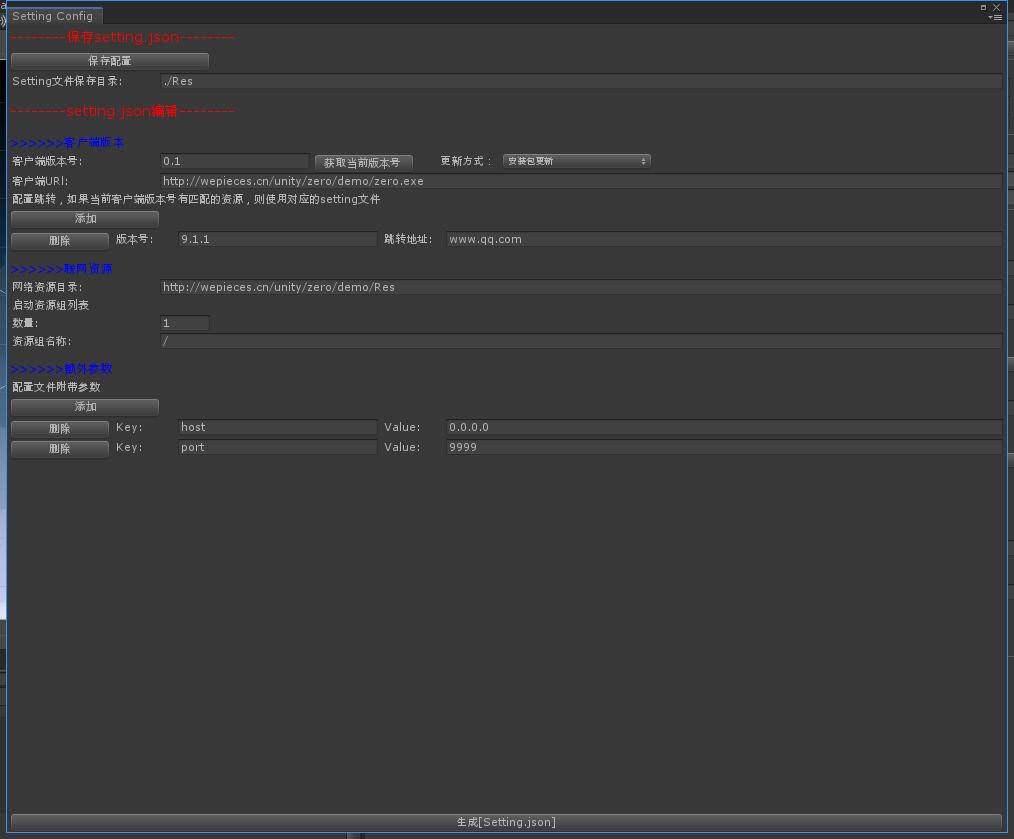 Setting Config
--------保存setting.json--------
保存配置
Setting文件保存目录: ./Res
--------setting.json编辑--------
>>>>>>客户端版本
客户端版本号: 0.1 获取当前版本号 更新方式： 安装包更新
客户端URl: http://wepieces.cn/unity/zero/demo/zero.exe
配置跳转，如果当前客户端版本号有匹配的资源，则使用对应的setting文件
添加
删除 版本号: 9.1.1 跳转地址: www.qq.com
>>>>>>联网资源
网络资源目录: http://wepieces.cn/unity/zero/demo/Res
启动资源组列表
数量: 1
资源组名称: /
>>>>>>额外参数
配置文件附带参数
添加
删除 Key: host Value: 0.0.0.0
删除 Key: port Value: 9999
生成[Setting.json]